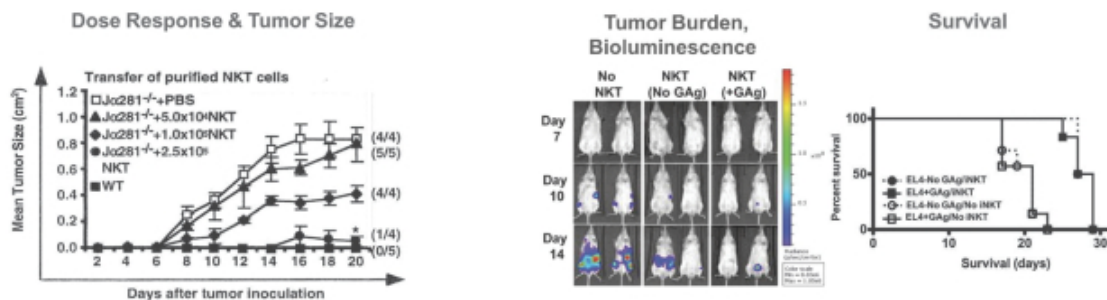 Dose Response & Tumor Size
Transfer of purified NKT cells
Mean Tumor Size (cm²)
1.2
1.0
0.8
0.6
0.4
0.2
0.0
Jα281⁻/⁻+PBS
Jα281⁻/⁻+5.0x10⁴NKT
Jα281⁻/⁻+1.0x10⁵NKT
Jα281⁻/⁻+2.5x10⁵
NKT
WT
(4/4)
(5/5)
(4/4)
*
(1/4)
(0/5)
2 4 6 8 10 12 14 16 18 20
Days after tumor inoculation
Tumor Burden,
Bioluminescence
No
NKT
NKT
(No GAg)
NKT
(+GAg)
Day
7
Day
10
Day
14
Color scale
Survival
Percent survival
100
50
0
EL4-No GAg/iNKT
EL4+GAg/iNKT
EL4-No GAg/No iNKT
EL4+GAg/No iNKT
0 10 20 30
Survival (days)